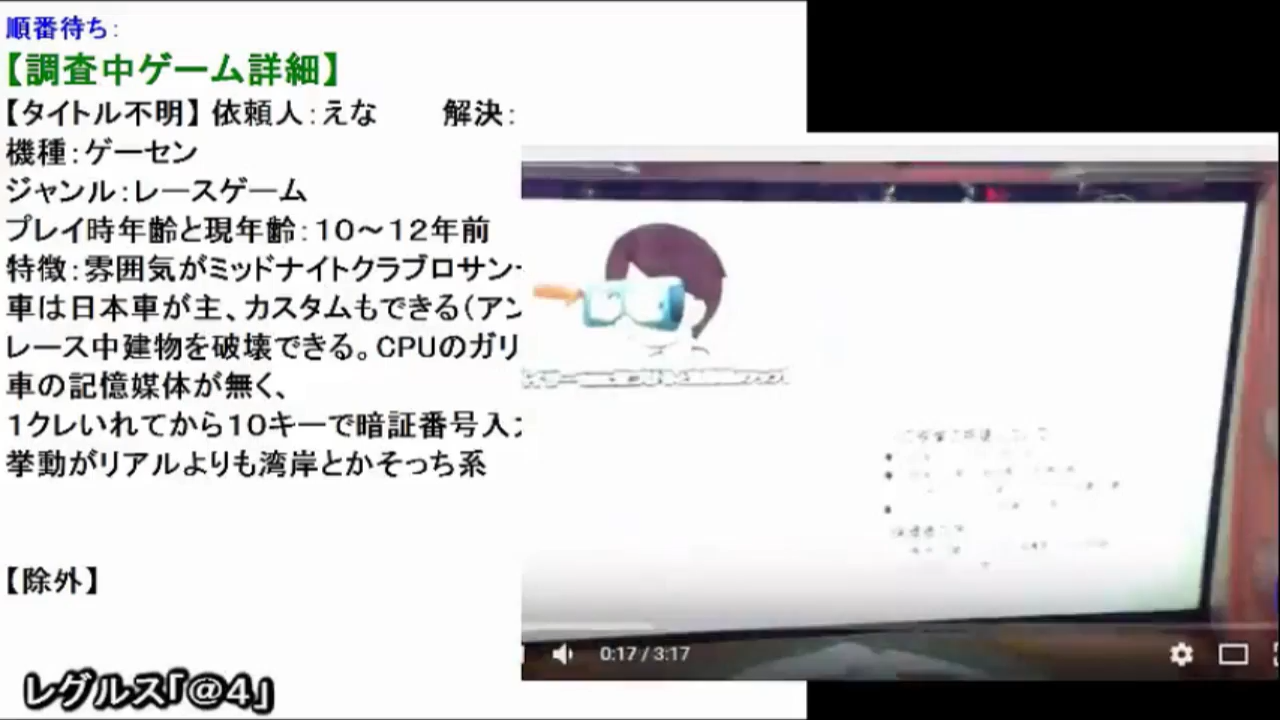 順番待ち：
【調査中ゲーム詳細】
【タイトル不明】 依頼人：えな　　解決：
機種：ゲーセン
ジャンル：レースゲーム
プレイ時年齢と現年齢：１０～１２年前
特徴：雰囲気がミッドナイトクラブロサン
車は日本車が主、カスタムもできる（アン
レース中建物を破壊できる。CPUのガリ
車の記憶媒体が無く、
１クレいれてから１０キーで暗証番号入
挙動がリアルよりも湾岸とかそっち系
【除外】
レグルス「＠４」
0:17 / 3:17